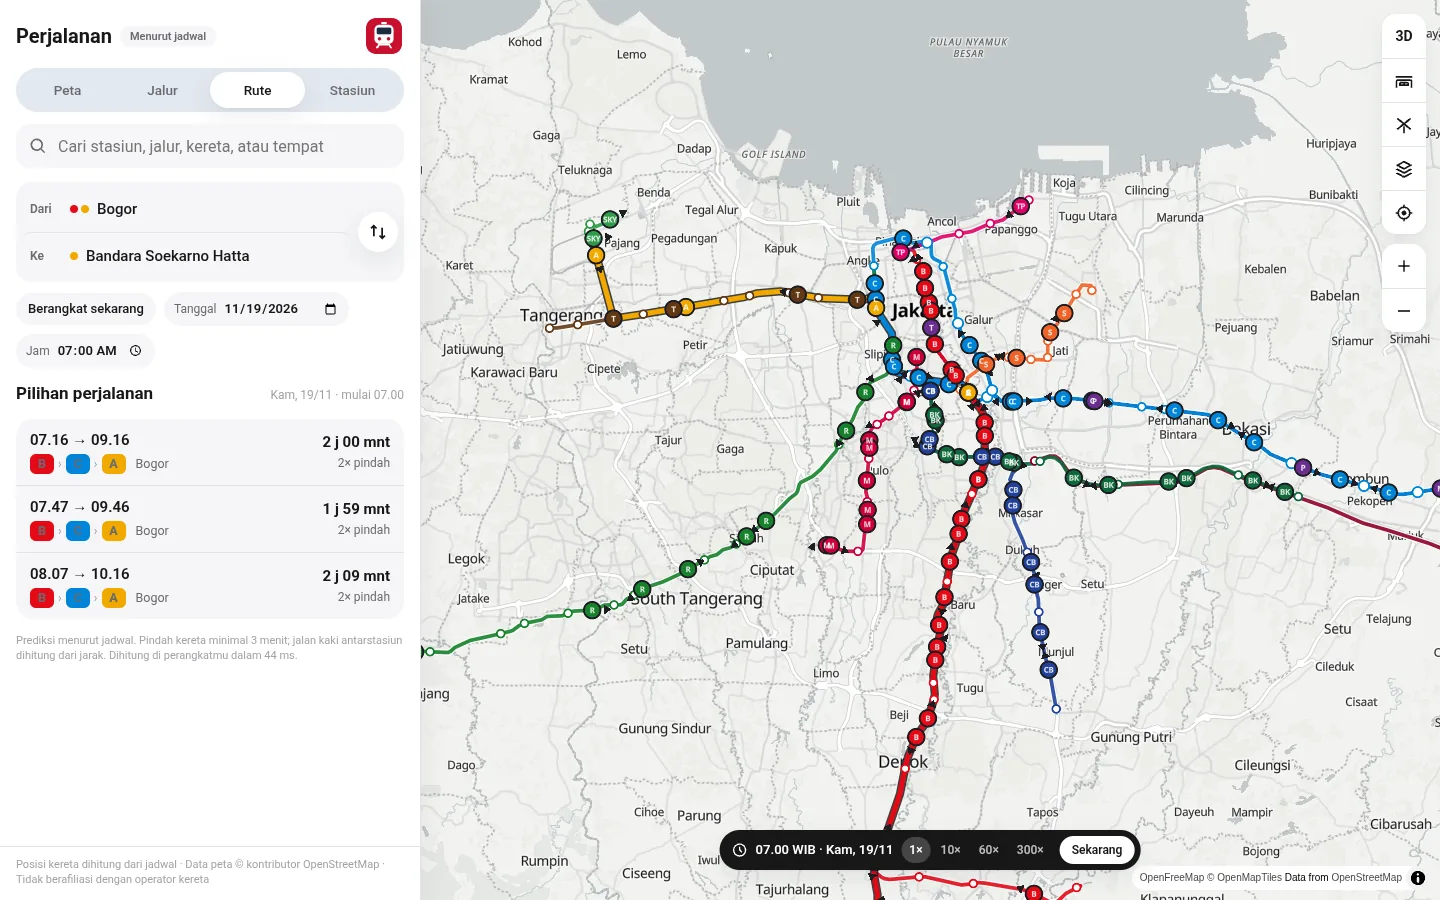 Perjalanan
Menurut jadwal
Peta
Jalur
Rute
Stasiun
Cari stasiun, jalur, kereta, atau tempat
Dari
Bogor
Ke
Bandara Soekarno Hatta
Berangkat sekarang
Tanggal 11/19/2026
Jam 07:00 AM
Pilihan perjalanan
Kam, 19/11 · mulai 07.00
07.16 → 09.16
2 j 00 mnt
B › C › A Bogor
2× pindah
07.47 → 09.46
1 j 59 mnt
B › C › A Bogor
2× pindah
08.07 → 10.16
2 j 09 mnt
B › C › A Bogor
2× pindah
Prediksi menurut jadwal. Pindah kereta minimal 3 menit; jalan kaki antarstasiun
dihitung dari jarak. Dihitung di perangkatmu dalam 44 ms.
Posisi kereta dihitung dari jadwal · Data peta © kontributor OpenStreetMap ·
Tidak berafiliasi dengan operator kereta
Kohod
Lemo
Kramat
PULAU NYAMUK
BESAR
3D
Gaga
Dadap
GOLF ISLAND
Teluknaga
Benda
Tegal Alur
Pluit
Ancol
Koja
Cilincing
Tugu Utara
Marunda
Papanggo
Huripjaya
Bunibakti
Sriamur
Pajang
Pegadungan
Kapuk
Karet
Kebalen
Babelan
Tangerang
Jakarta
Galur
Pejuang
Srimahi
Jatiuwung
Petir
Jati
Karawaci Baru
Cipete
Perumahan
Bintara
Bekasi
Tajur
Gaga
Pekopen
Legok
Ciputat
Jatake
South Tangerang
Baru
Setu
Setu
Pamulang
Setu
Telajung
Munjul
Limo
Cileduk
Tugu
Cisaat
Beji
Gunung Sindur
Gunung Putri
Dago
Depok
Cileungsi
Cihoe
Parung
Tapos
Dayeuh
Mampir
Cibarusah
Rumpin
Ciseeng
Tajurhalang
Bojong
07.00 WIB · Kam, 19/11
1×
10×
60×
300×
Sekarang
OpenFreeMap © OpenMapTiles Data from OpenStreetMap